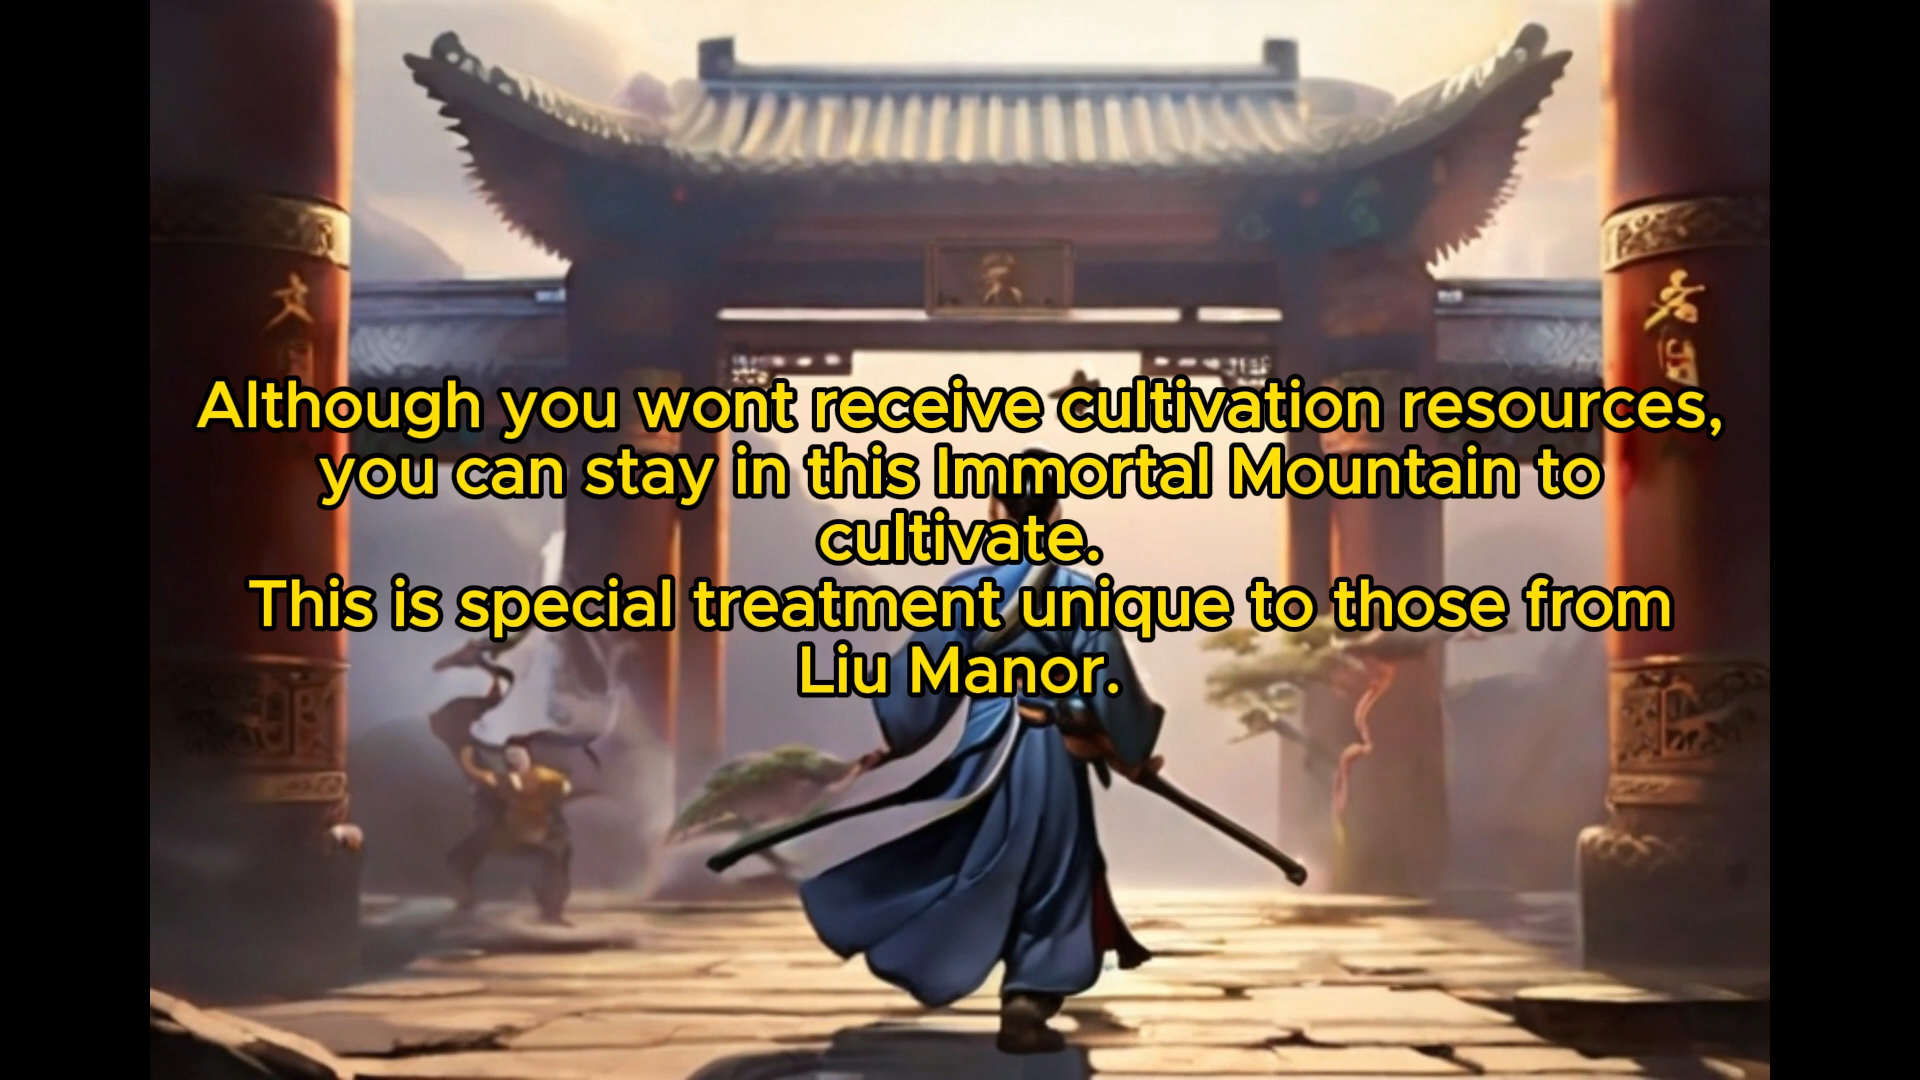 Although you wont receive cultivation resources,
you can stay in this Immortal Mountain to
cultivate.
This is special treatment unique to those from
Liu Manor.